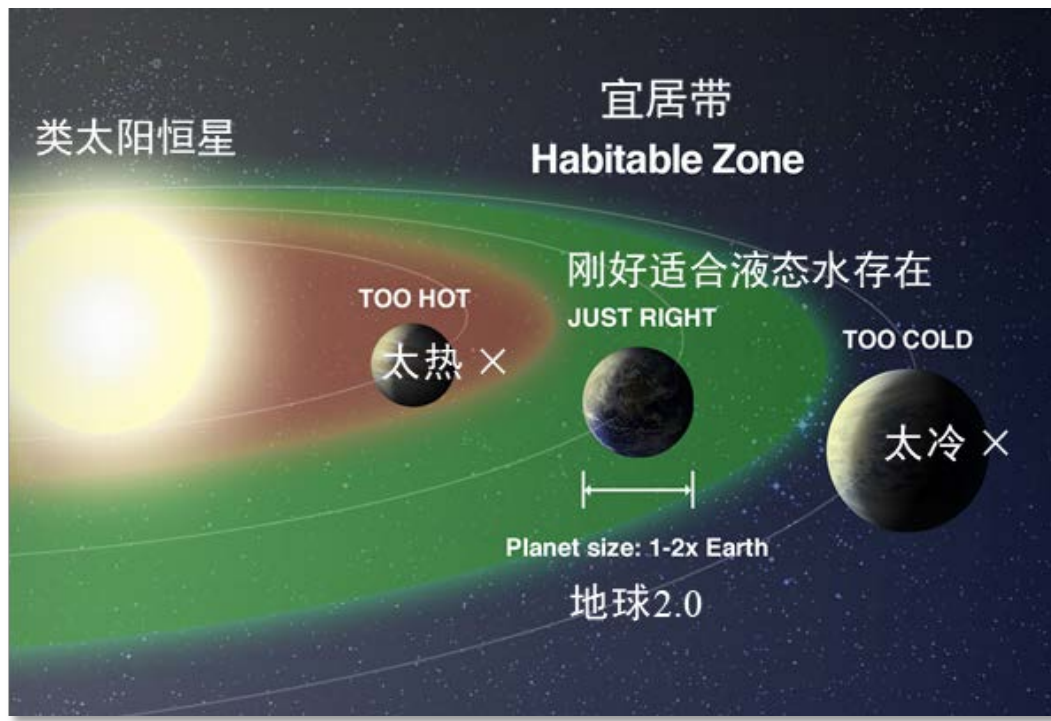 宜居带
Habitable Zone
类太阳恒星
刚好适合液态水存在
JUST RIGHT
TOO HOT
太热 ×
TOO COLD
太冷 ×
Planet size: 1-2x Earth
地球2.0